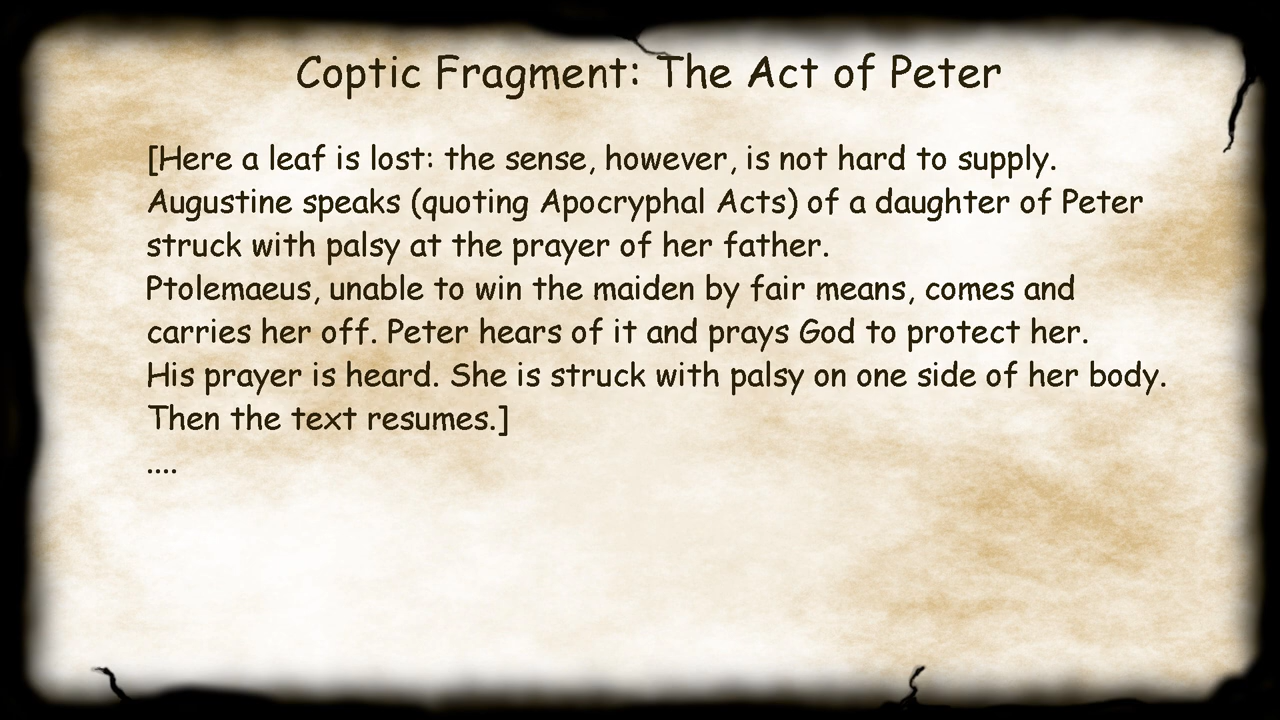 Coptic Fragment: The Act of Peter
[Here a leaf is lost: the sense, however, is not hard to supply.
Augustine speaks (quoting Apocryphal Acts) of a daughter of Peter
struck with palsy at the prayer of her father.
Ptolemaeus, unable to win the maiden by fair means, comes and
carries her off. Peter hears of it and prays God to protect her.
His prayer is heard. She is struck with palsy on one side of her body.
Then the text resumes.]
....